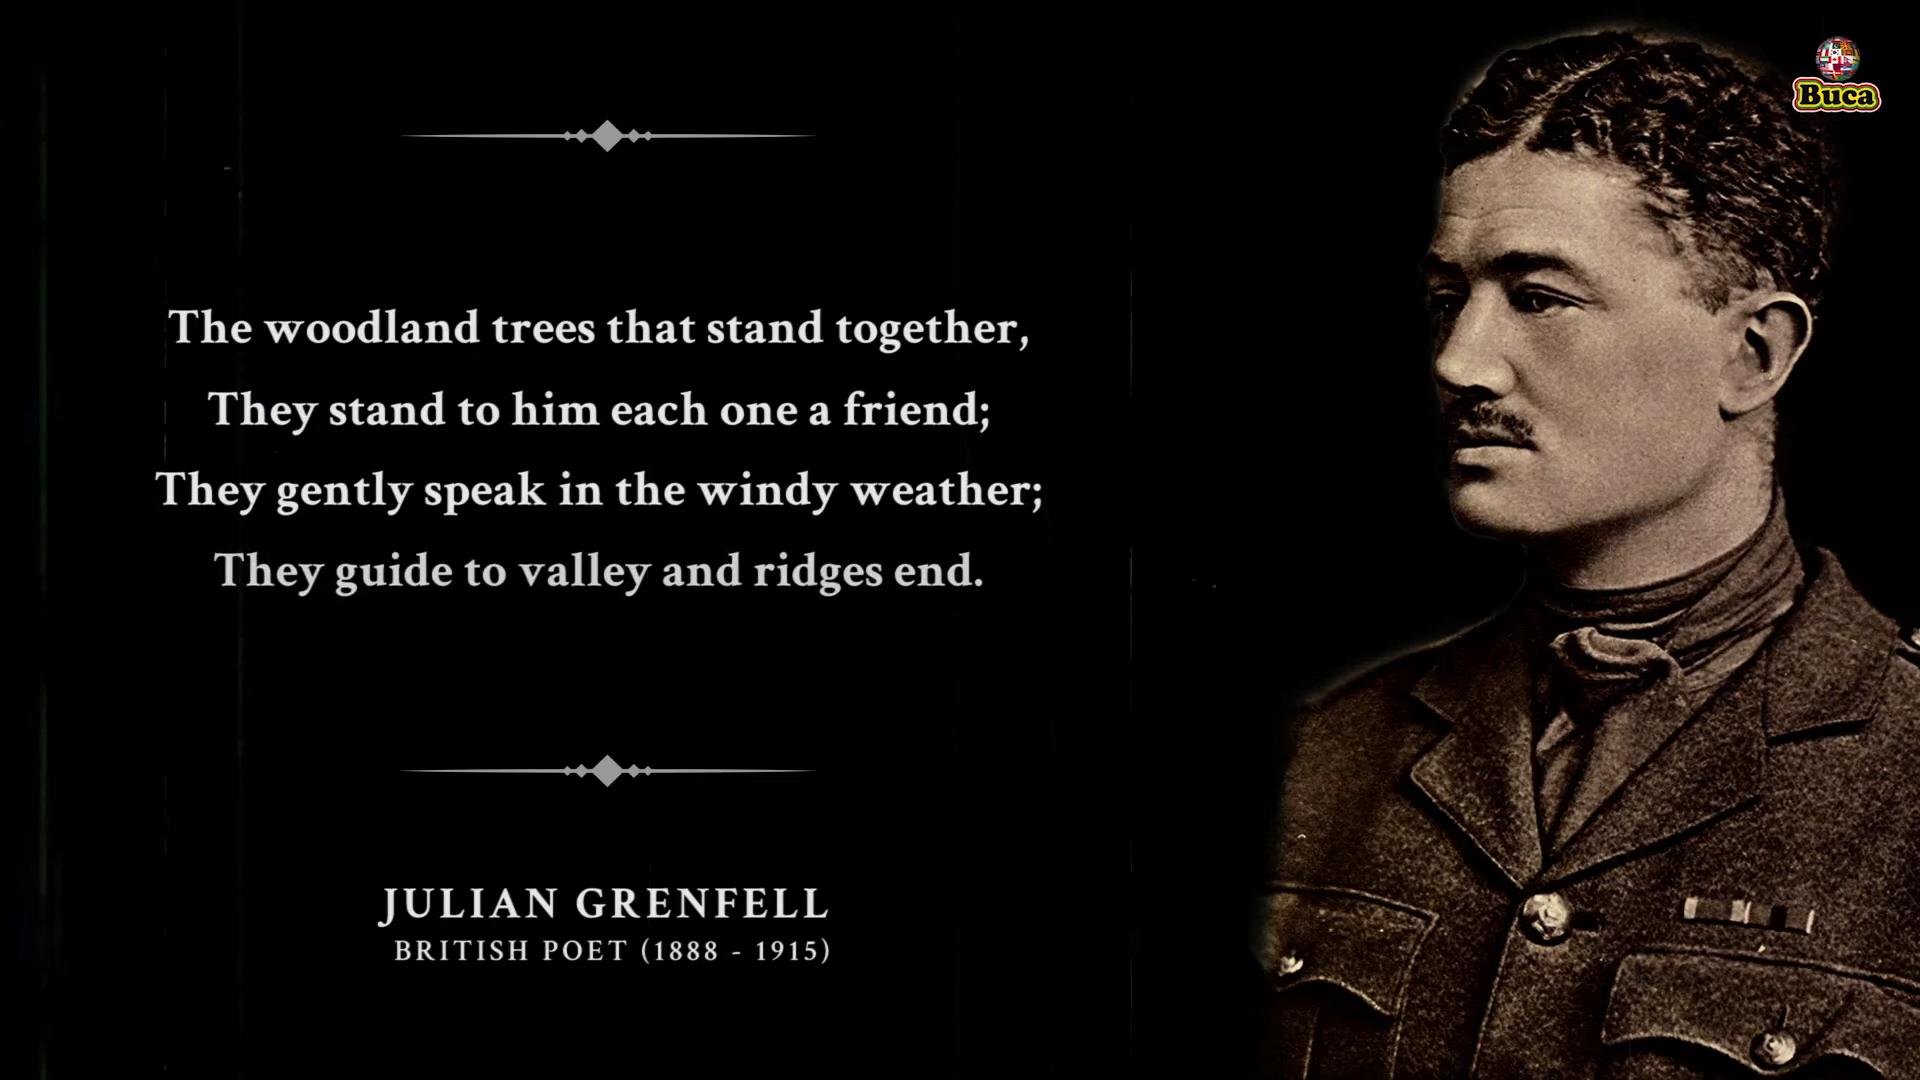 Buca
The woodland trees that stand together,
They stand to him each one a friend;
They gently speak in the windy weather;
They guide to valley and ridges end.
JULIAN GRENFELL
BRITISH POET (1888 - 1915)